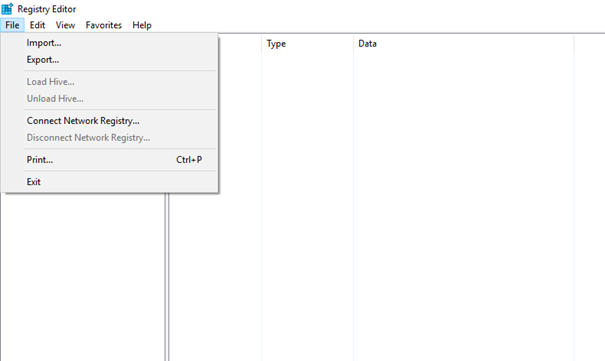 Registry Editor
File Edit View Favorites Help
Import...
Export...
Load Hive...
Unload Hive...
Connect Network Registry...
Disconnect Network Registry...
Print... Ctrl+P
Exit
Type Data